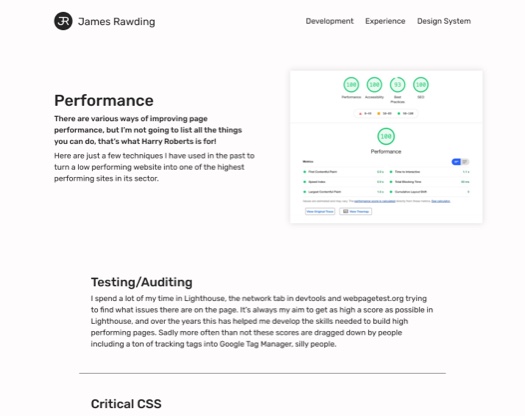 JR James Rawding
Development Experience Design System
Performance
There are various ways of improving page
performance, but I'm not going to list all the things
you can do, that's what Harry Roberts is for!
Here are just a few techniques I have used in the past to
turn a low performing website into one of the highest
performing sites in its sector.
100 100 93 100
Performance Accessibility Best Practices SEO
100
Performance
Metrics
First Contentful Paint
Time to Interactive
Speed Index
Total Blocking Time
Largest Contentful Paint
Cumulative Layout Shift
View Original Trace View Treemap
Testing/Auditing
I spend a lot of my time in Lighthouse, the network tab in devtools and webpagetest.org trying
to find what issues there are on the page. It's always my aim to get as high a score as possible in
Lighthouse, and over the years this has helped me develop the skills needed to build high
performing pages. Sadly more often than not these scores are dragged down by people
including a ton of tracking tags into Google Tag Manager, silly people.
Critical CSS